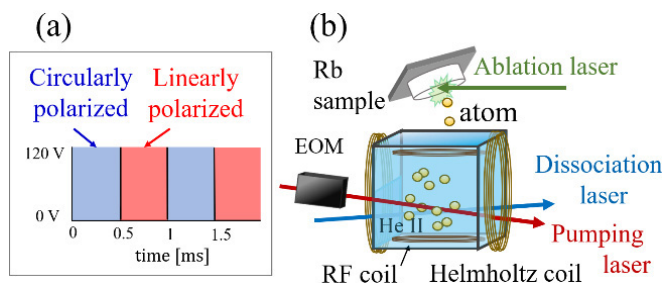 (a)
Circularly
polarized
Linearly
polarized
120 V
0 V
0
0.5
1
1.5
time [ms]
(b)
Rb
sample
Ablation laser
atom
EOM
Dissociation
laser
He II
Pumping
laser
RF coil
Helmholtz coil